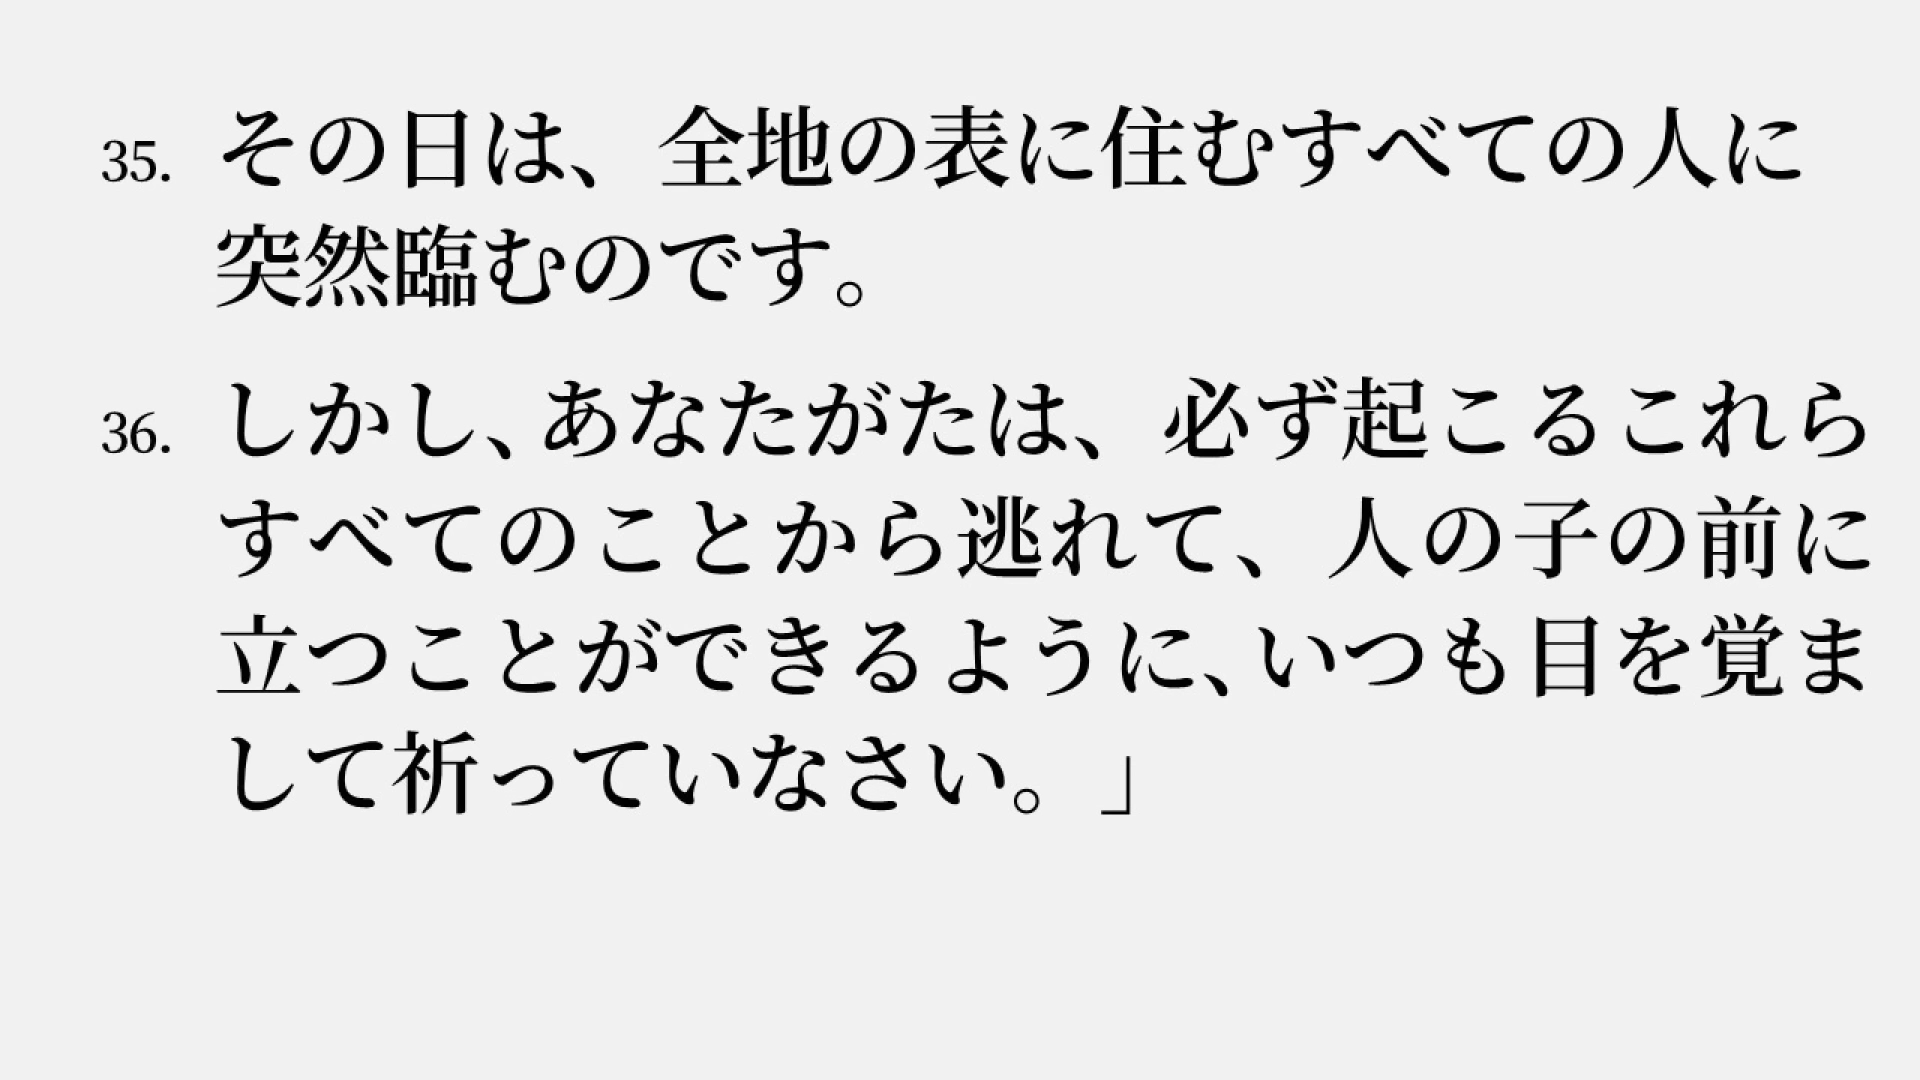 35. その日は、全地の表に住むすべての人に
突然臨むのです。
36. しかし、あなたがたは、必ず起こるこれら
すべてのことから逃れて、人の子の前に
立つことができるように、いつも目を覚ま
して祈っていなさい。」